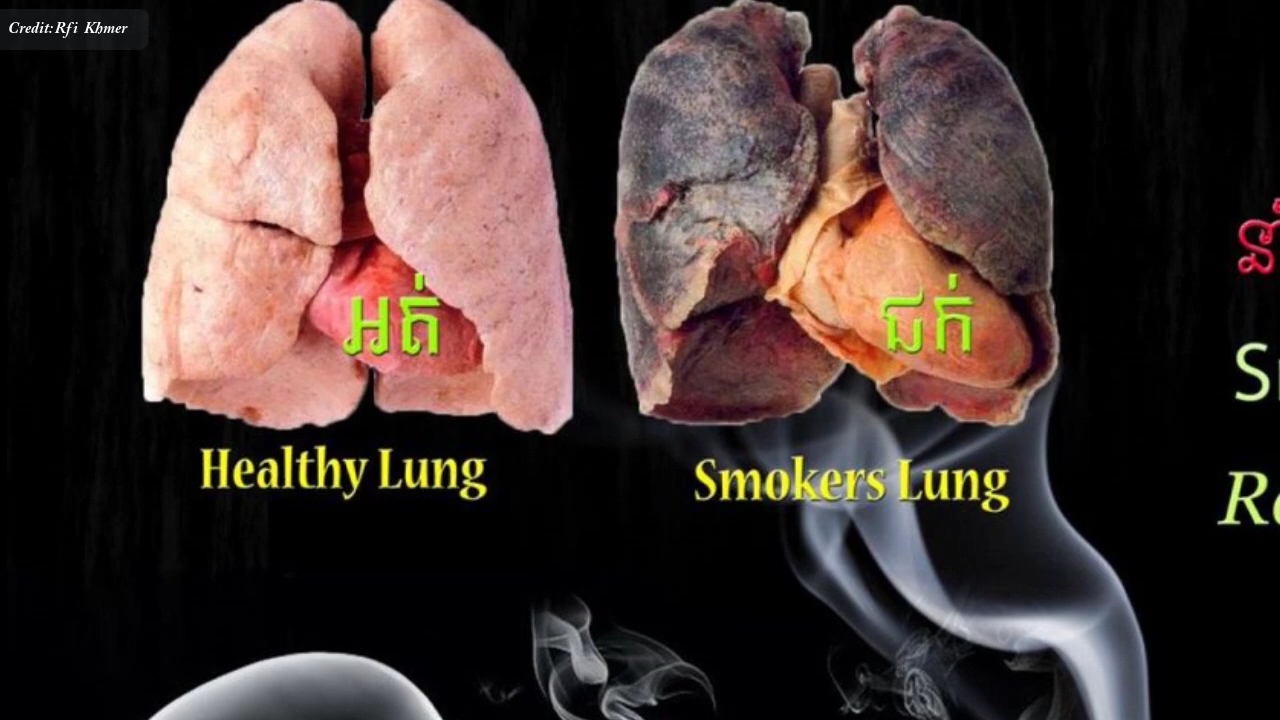 Credit:Rfi Khmer
អត់
ជក់
Healthy Lung
Smokers Lung